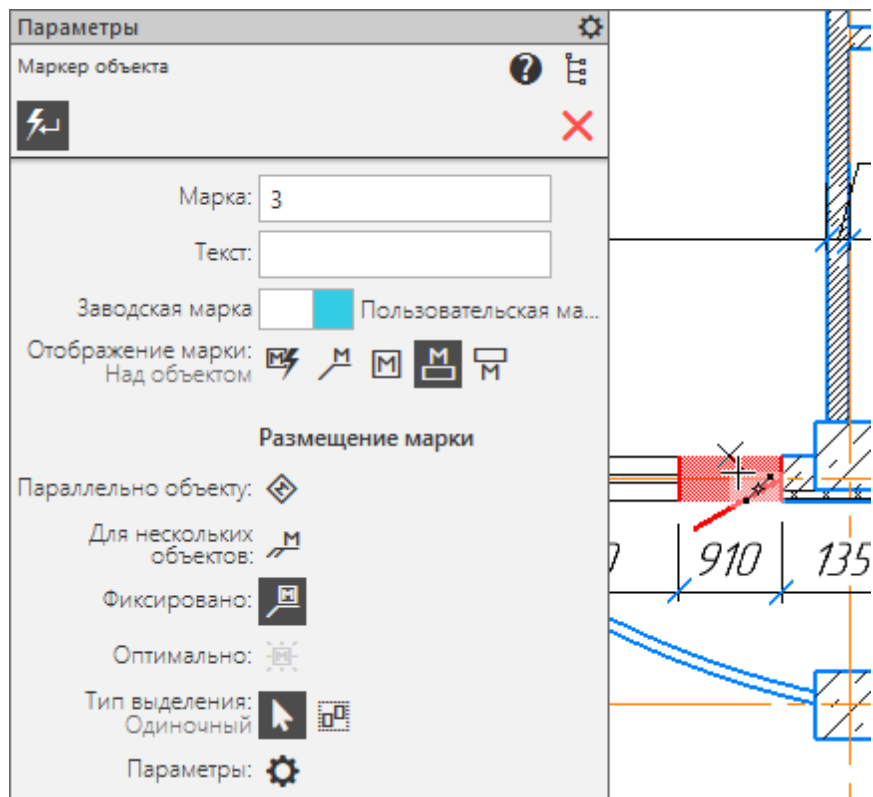 Параметры
Маркер объекта
Марка: 3
Текст:
Заводская марка Пользовательская ма...
Отображение марки:
Над объектом
Размещение марки
Параллельно объекту:
Для нескольких
объектов:
Фиксировано:
Оптимально:
Тип выделения:
Одиночный
Параметры:
910 135